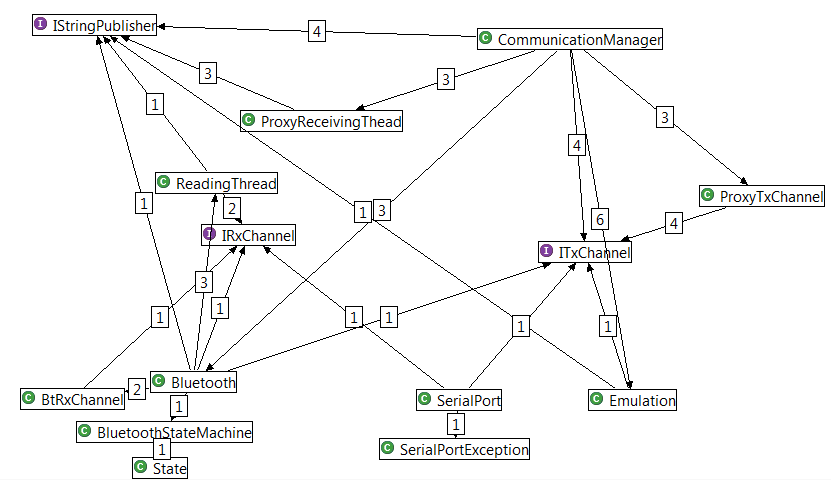 I IStringPublisher
4
C CommunicationManager
3
3
1
C ProxyReceivingThead
3
4
C ReadingThread
C ProxyTxChannel
1
2
1
3
6
4
I IRxChannel
I ITxChannel
3
1
1
1
1
1
1
C Bluetooth
2
C BtRxChannel
C SerialPort
C Emulation
1
1
C BluetoothStateMachine
1
C SerialPortException
C State